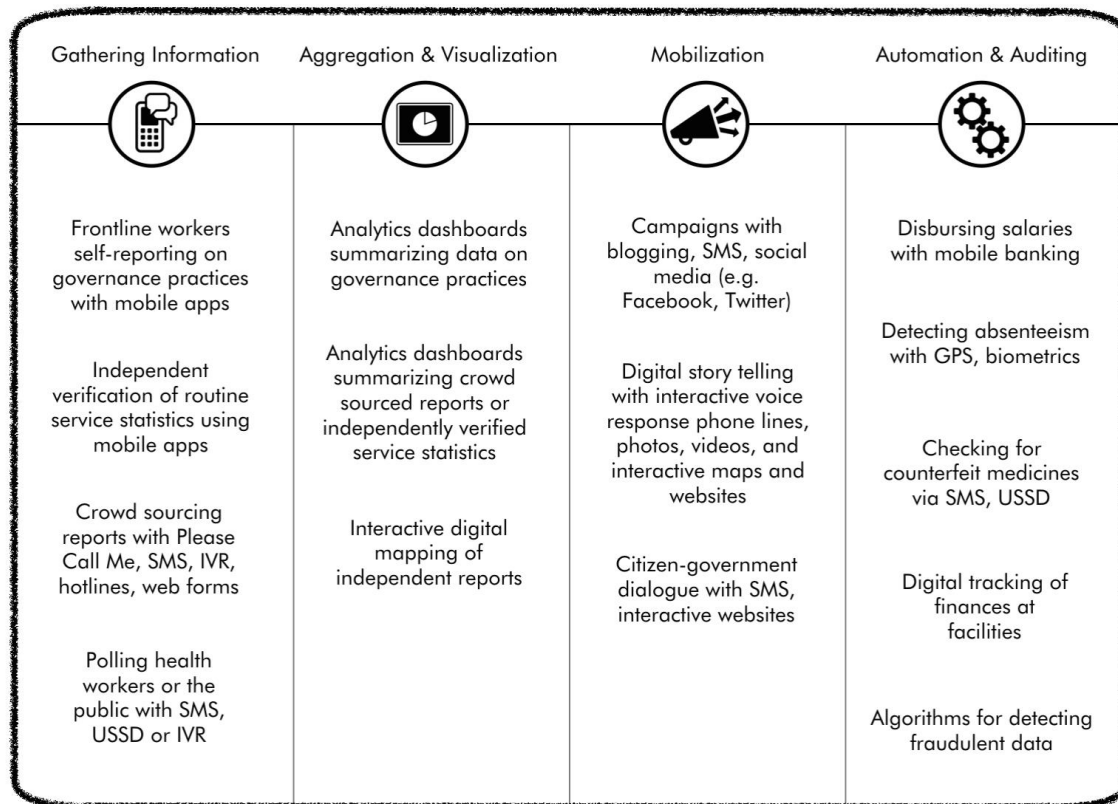 Gathering Information
Aggregation & Visualization
Mobilization
Automation & Auditing
Frontline workers
self-reporting on
governance practices
with mobile apps
Independent
verification of routine
service statistics using
mobile apps
Crowd sourcing
reports with Please
Call Me, SMS, IVR,
hotlines, web forms
Polling health
workers or the
public with SMS,
USSD or IVR
Analytics dashboards
summarizing data on
governance practices
Analytics dashboards
summarizing crowd
sourced reports or
independently verified
service statistics
Interactive digital
mapping of
independent reports
Campaigns with
blogging, SMS, social
media (e.g.
Facebook, Twitter)
Digital story telling
with interactive voice
response phone lines,
photos, videos, and
interactive maps and
websites
Citizen-government
dialogue with SMS,
interactive websites
Disbursing salaries
with mobile banking
Detecting absenteeism
with GPS, biometrics
Checking for
counterfeit medicines
via SMS, USSD
Digital tracking of
finances at
facilities
Algorithms for detecting
fraudulent data